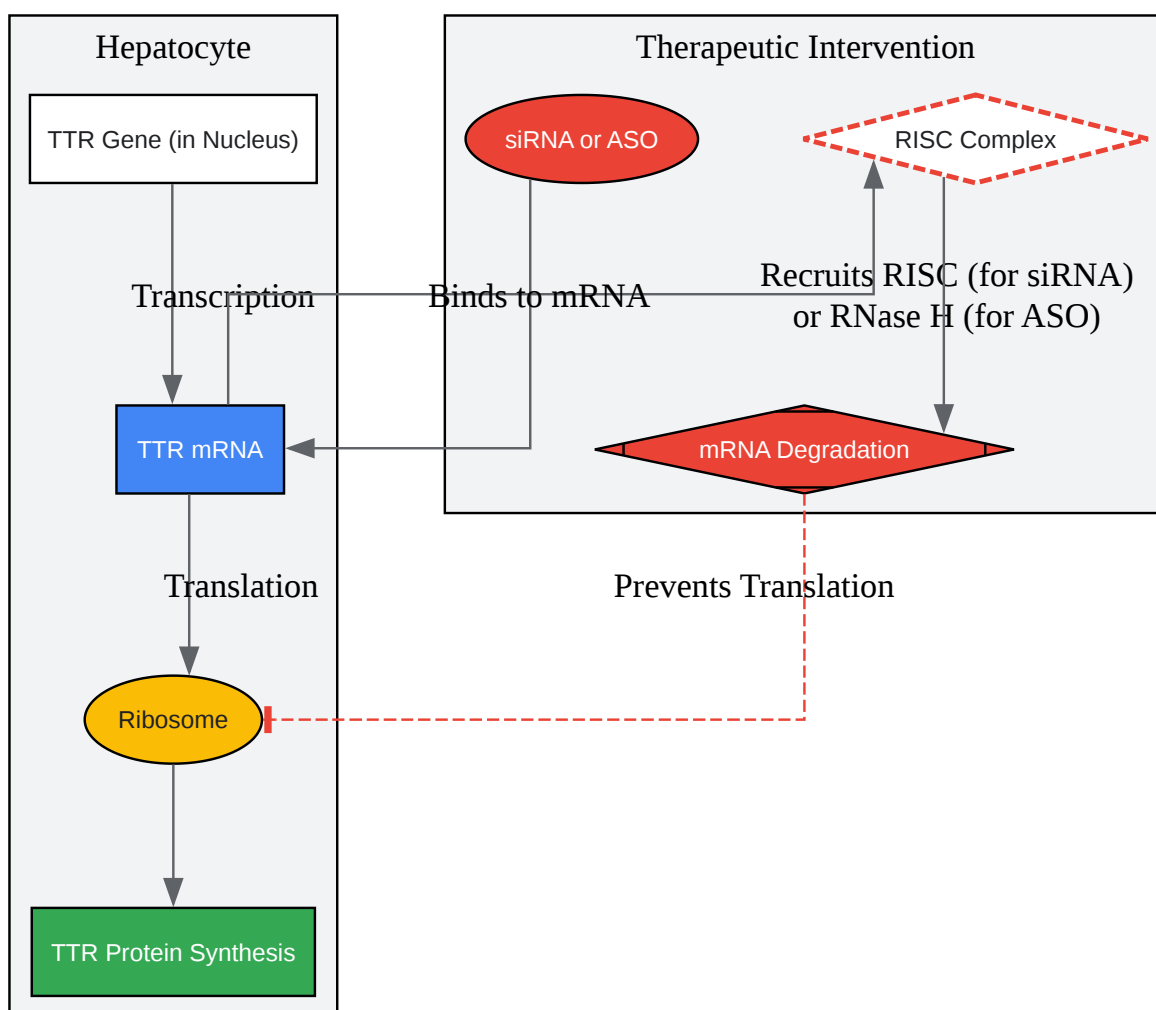 Hepatocyte
Therapeutic Intervention
TTR Gene (in Nucleus)
siRNA or ASO
RISC Complex
Transcription
Binds to mRNA
Recruits RISC (for siRNA)
or RNase H (for ASO)
TTR mRNA
mRNA Degradation
Translation
Prevents Translation
Ribosome
TTR Protein Synthesis